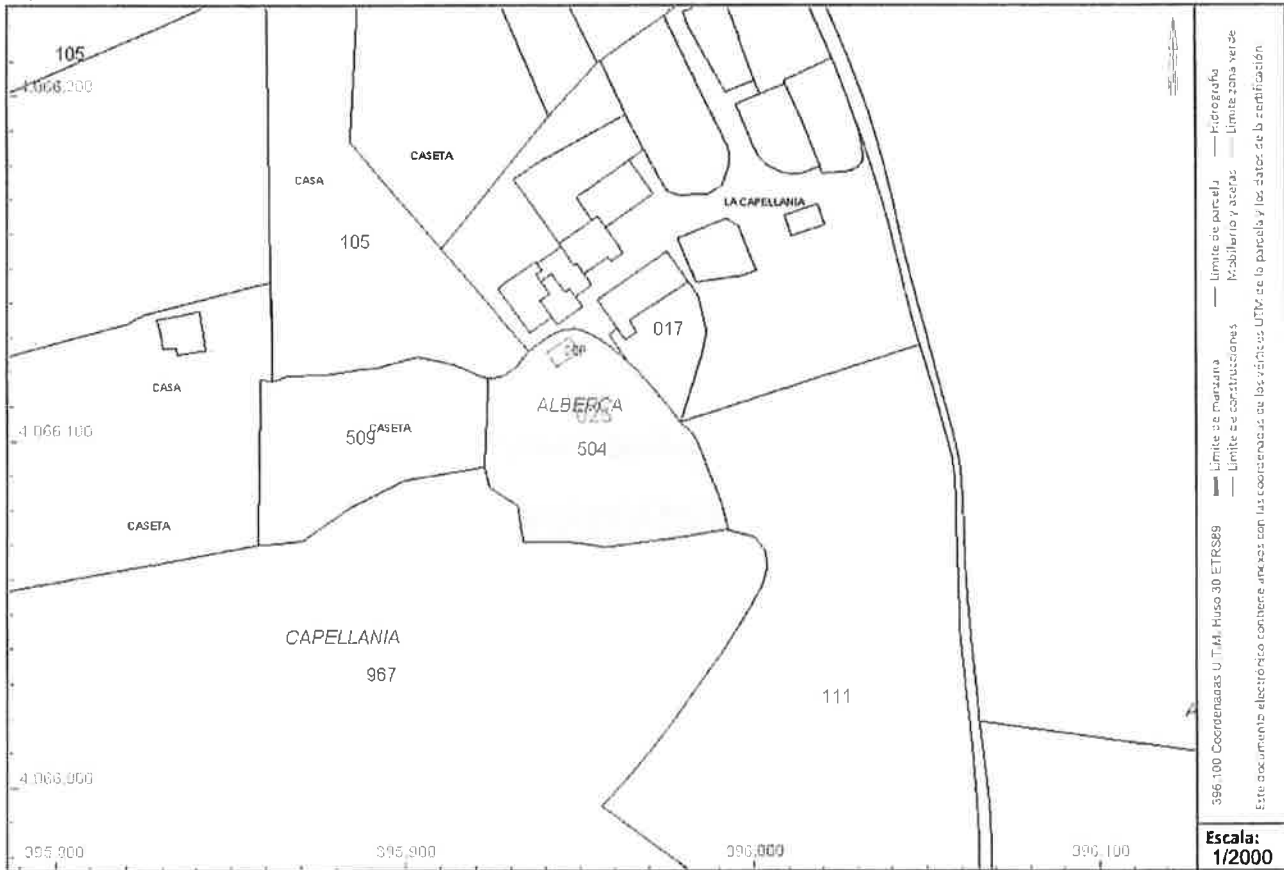 105
4.066,200
CASETA
CASA
LA CAPELLANIA
105
017
CASA
ALBERCA
025
4.066,100
509
CASETA
504
CASETA
CAPELLANIA
967
111
4.066,000
395,900
396,000
396,100
396.100 Coordenadas U.T.M. Huso 30 ETRS89
Límite de manzana
Límite de parcela
Hidrografía
Límite de construcciones
Mobiliario y aceras
Límite zona verde
Este documento electrónico contiene anexos con las coordenadas de los vértices UTM de la parcela y los datos de la certificación
Escala:
1/2000